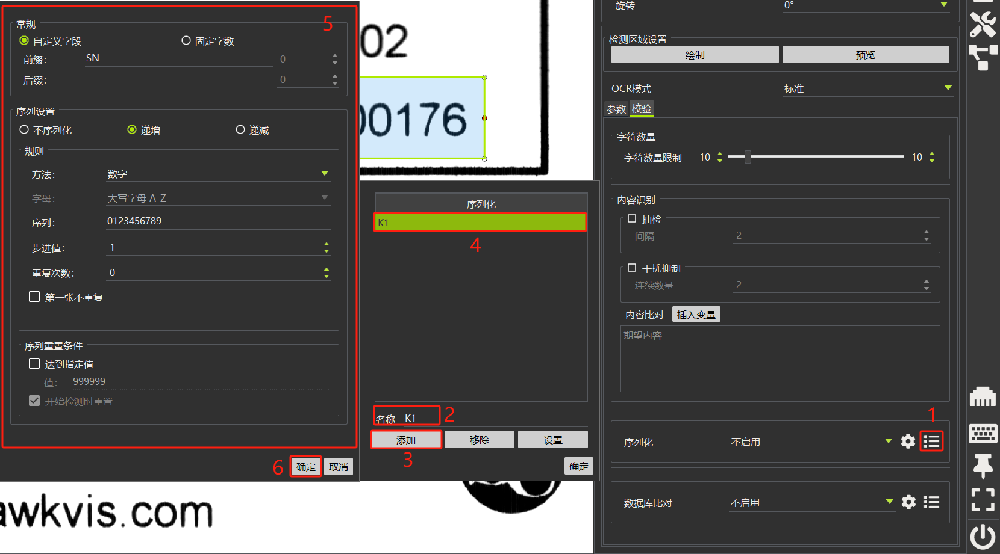 常规
5
自定义字段
固定字数
前缀:
SN
0
后缀:
0
序列设置
不序列化
递增
递减
规则
方法:
数字
字母:
大写字母 A-Z
序列:
0123456789
步进值:
1
重复次数:
0
第一张不重复
序列重置条件
达到指定值
值:
999999
开始检测时重置
6
确定
取消
02
00176
awkvis.com
序列化
K1
4
名称
K1
2
添加
移除
设置
3
确定
旋转
0°
检测区域设置
绘制
预览
OCR模式
标准
参数
校验
字符数量
字符数量限制
10
10
内容识别
抽检
间隔
2
干扰抑制
连续数量
2
内容比对
插入变量
期望内容
1
序列化
不启用
数据库比对
不启用